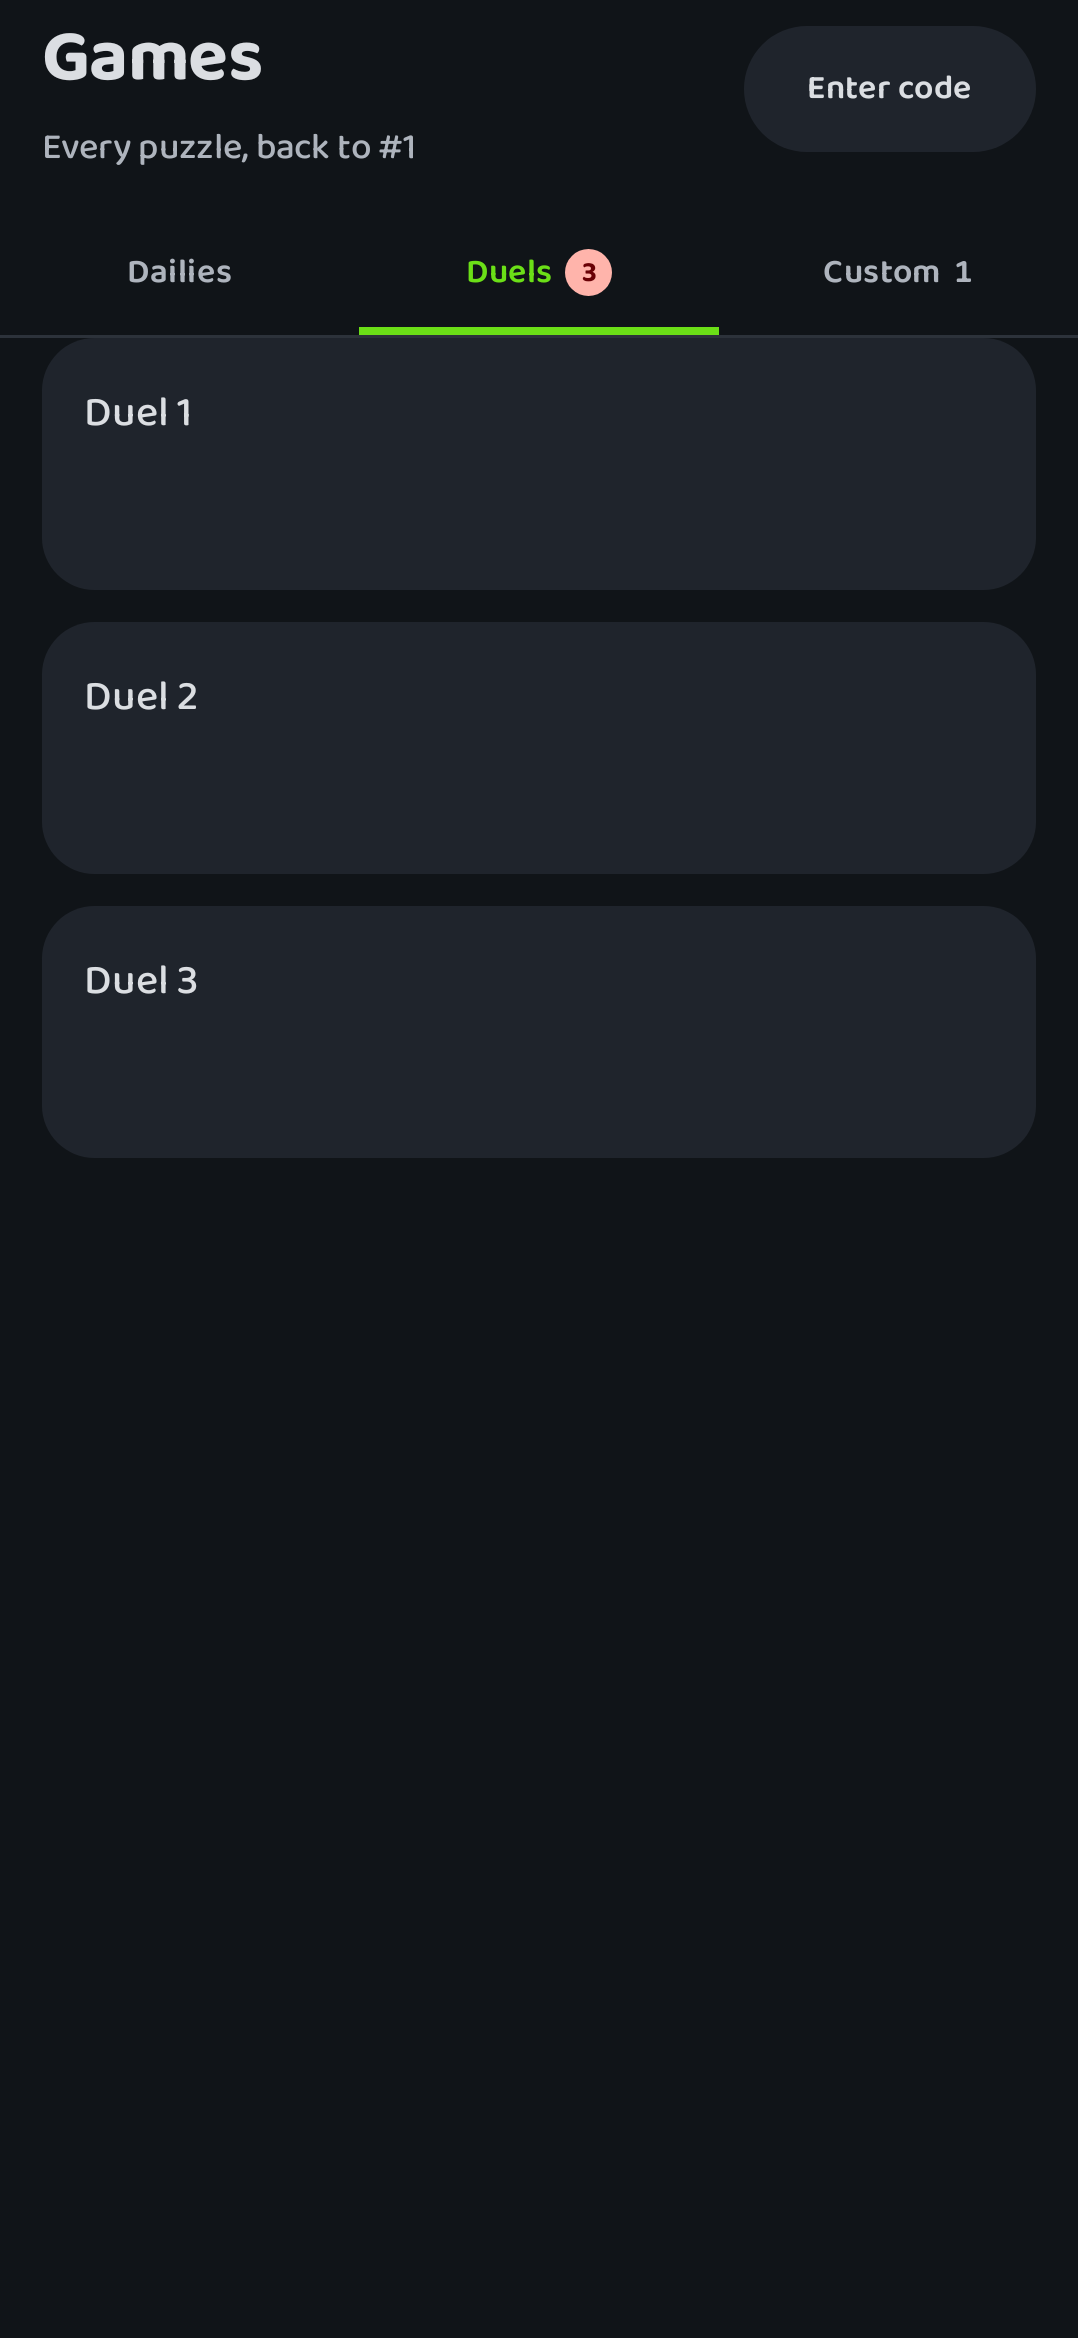 Games
Enter code
Every puzzle, back to #1
Dailies
Duels 3
Custom 1
Duel 1
Duel 2
Duel 3